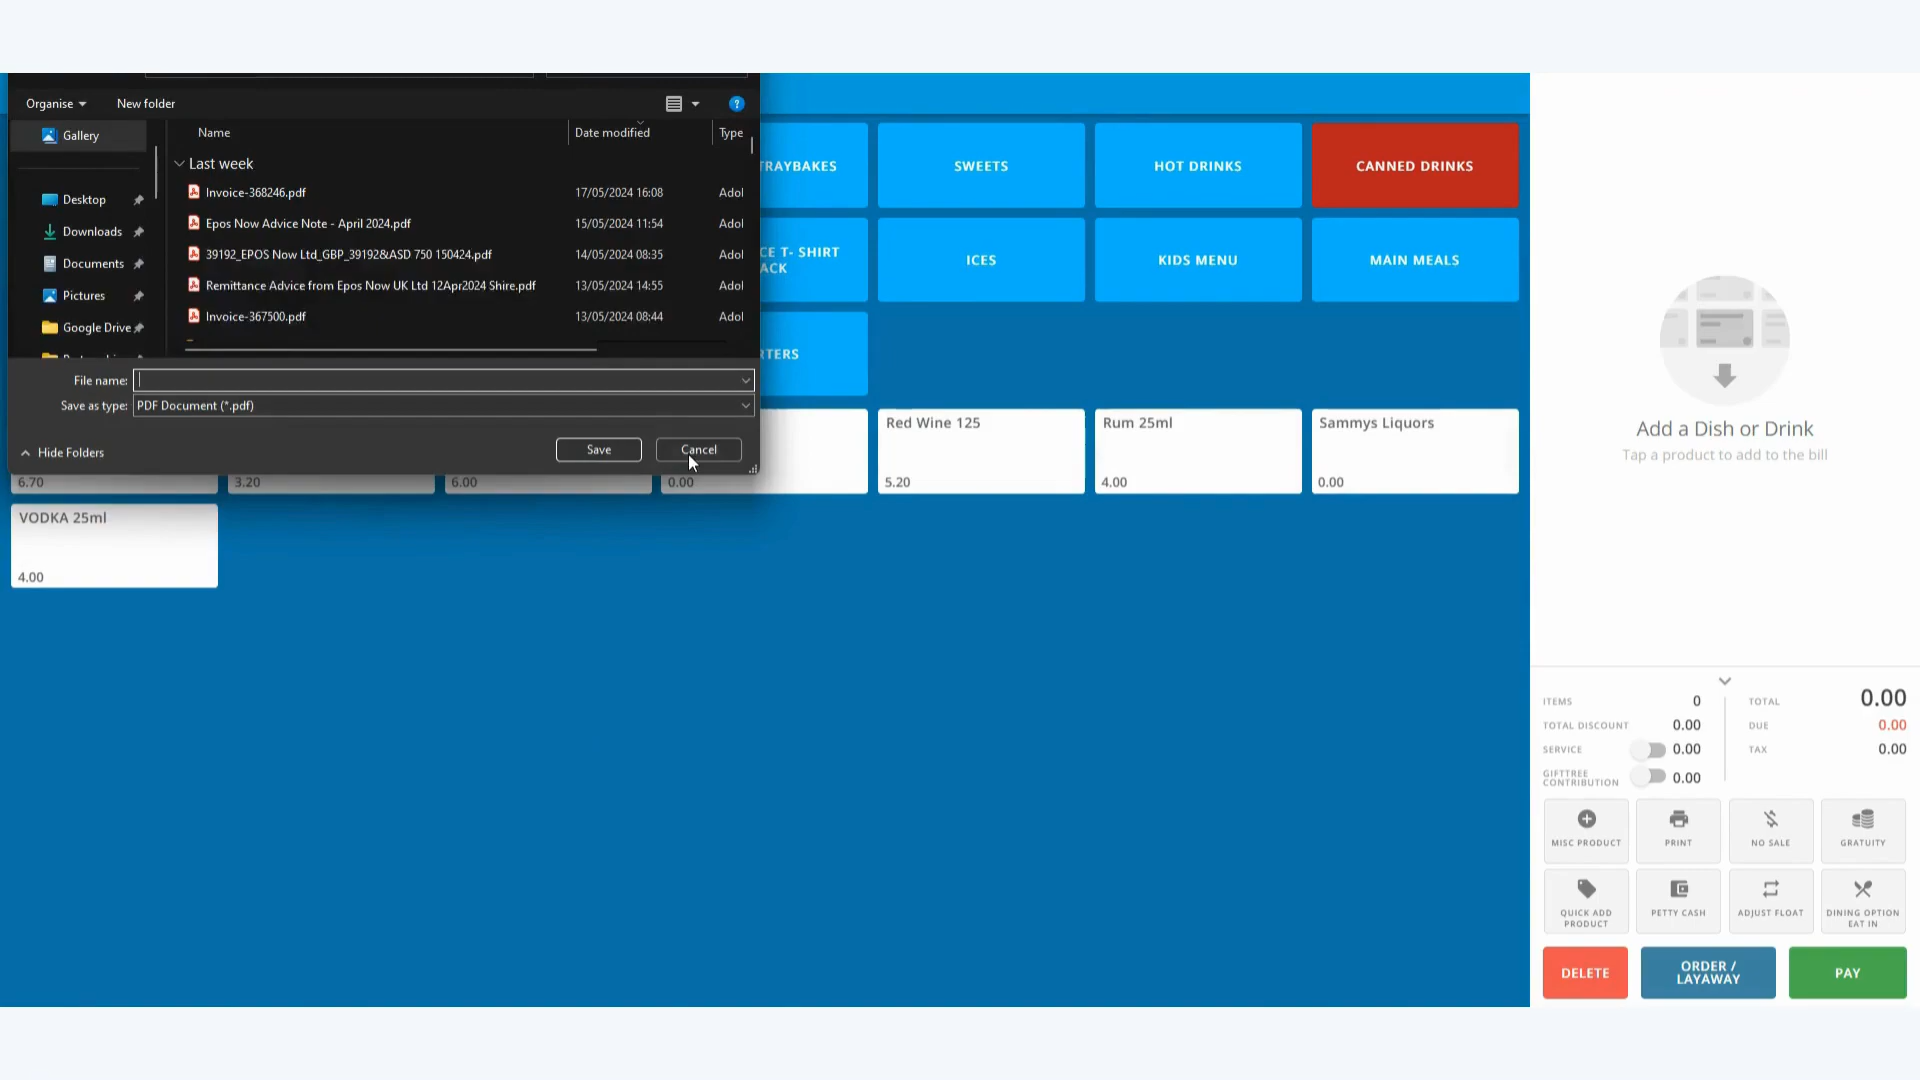 Organise
New folder
Gallery
Name
Date modified
Type
Last week
Desktop
Invoice-368246.pdf
17/05/2024 16:08
Adol
Downloads
Epos Now Advice Note - April 2024.pdf
15/05/2024 11:54
Adol
Documents
39192_EPOS Now Ltd_GBP_39192&ASD 750 150424.pdf
14/05/2024 08:35
Adol
Pictures
Remittance Advice from Epos Now UK Ltd 12Apr2024 Shire.pdf
13/05/2024 14:55
Adol
Google Drive
Invoice-367500.pdf
13/05/2024 08:44
Adol
File name:
Save as type:
PDF Document (*.pdf)
Hide Folders
Save
Cancel
RAYBAKES
SWEETS
HOT DRINKS
CANNED DRINKS
CE T- SHIRT
ACK
ICES
KIDS MENU
MAIN MEALS
RTERS
6.70
3.20
6.00
0.00
Red Wine 125
5.20
Rum 25ml
4.00
Sammys Liquors
0.00
VODKA 25ml
4.00
Add a Dish or Drink
Tap a product to add to the bill
ITEMS
0
TOTAL DISCOUNT
0.00
SERVICE
0.00
GIFTTREE
CONTRIBUTION
0.00
TOTAL
0.00
DUE
0.00
TAX
0.00
MISC PRODUCT
PRINT
NO SALE
GRATUITY
QUICK ADD
PRODUCT
PETTY CASH
ADJUST FLOAT
DINING OPTION
EAT IN
DELETE
ORDER /
LAYAWAY
PAY